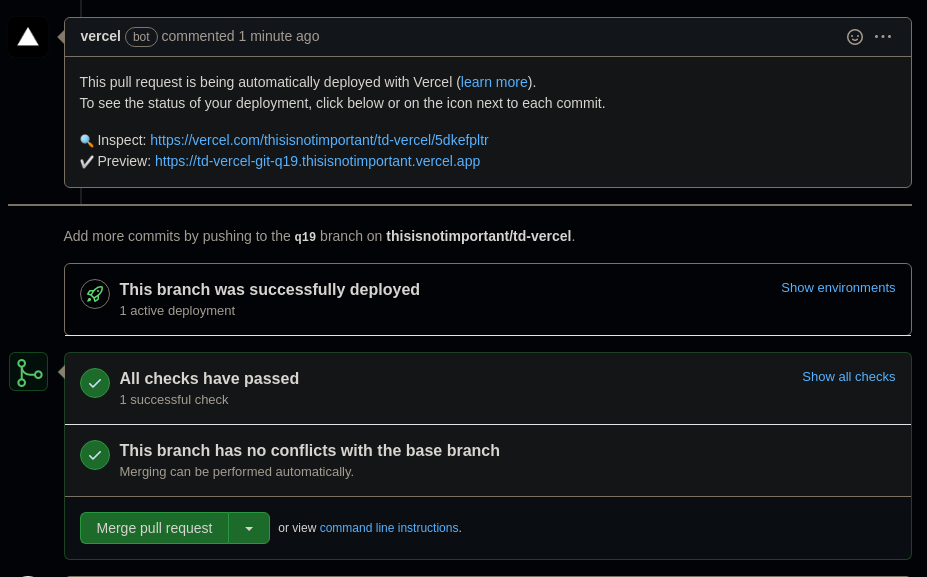 vercel bot commented 1 minute ago
This pull request is being automatically deployed with Vercel (learn more).
To see the status of your deployment, click below or on the icon next to each commit.
Inspect: https://vercel.com/thisisnotimportant/td-vercel/5dkefpltr
Preview: https://td-vercel-git-q19.thisisnotimportant.vercel.app
Add more commits by pushing to the q19 branch on thisisnotimportant/td-vercel.
This branch was successfully deployed
Show environments
1 active deployment
All checks have passed
Show all checks
1 successful check
This branch has no conflicts with the base branch
Merging can be performed automatically.
Merge pull request or view command line instructions.